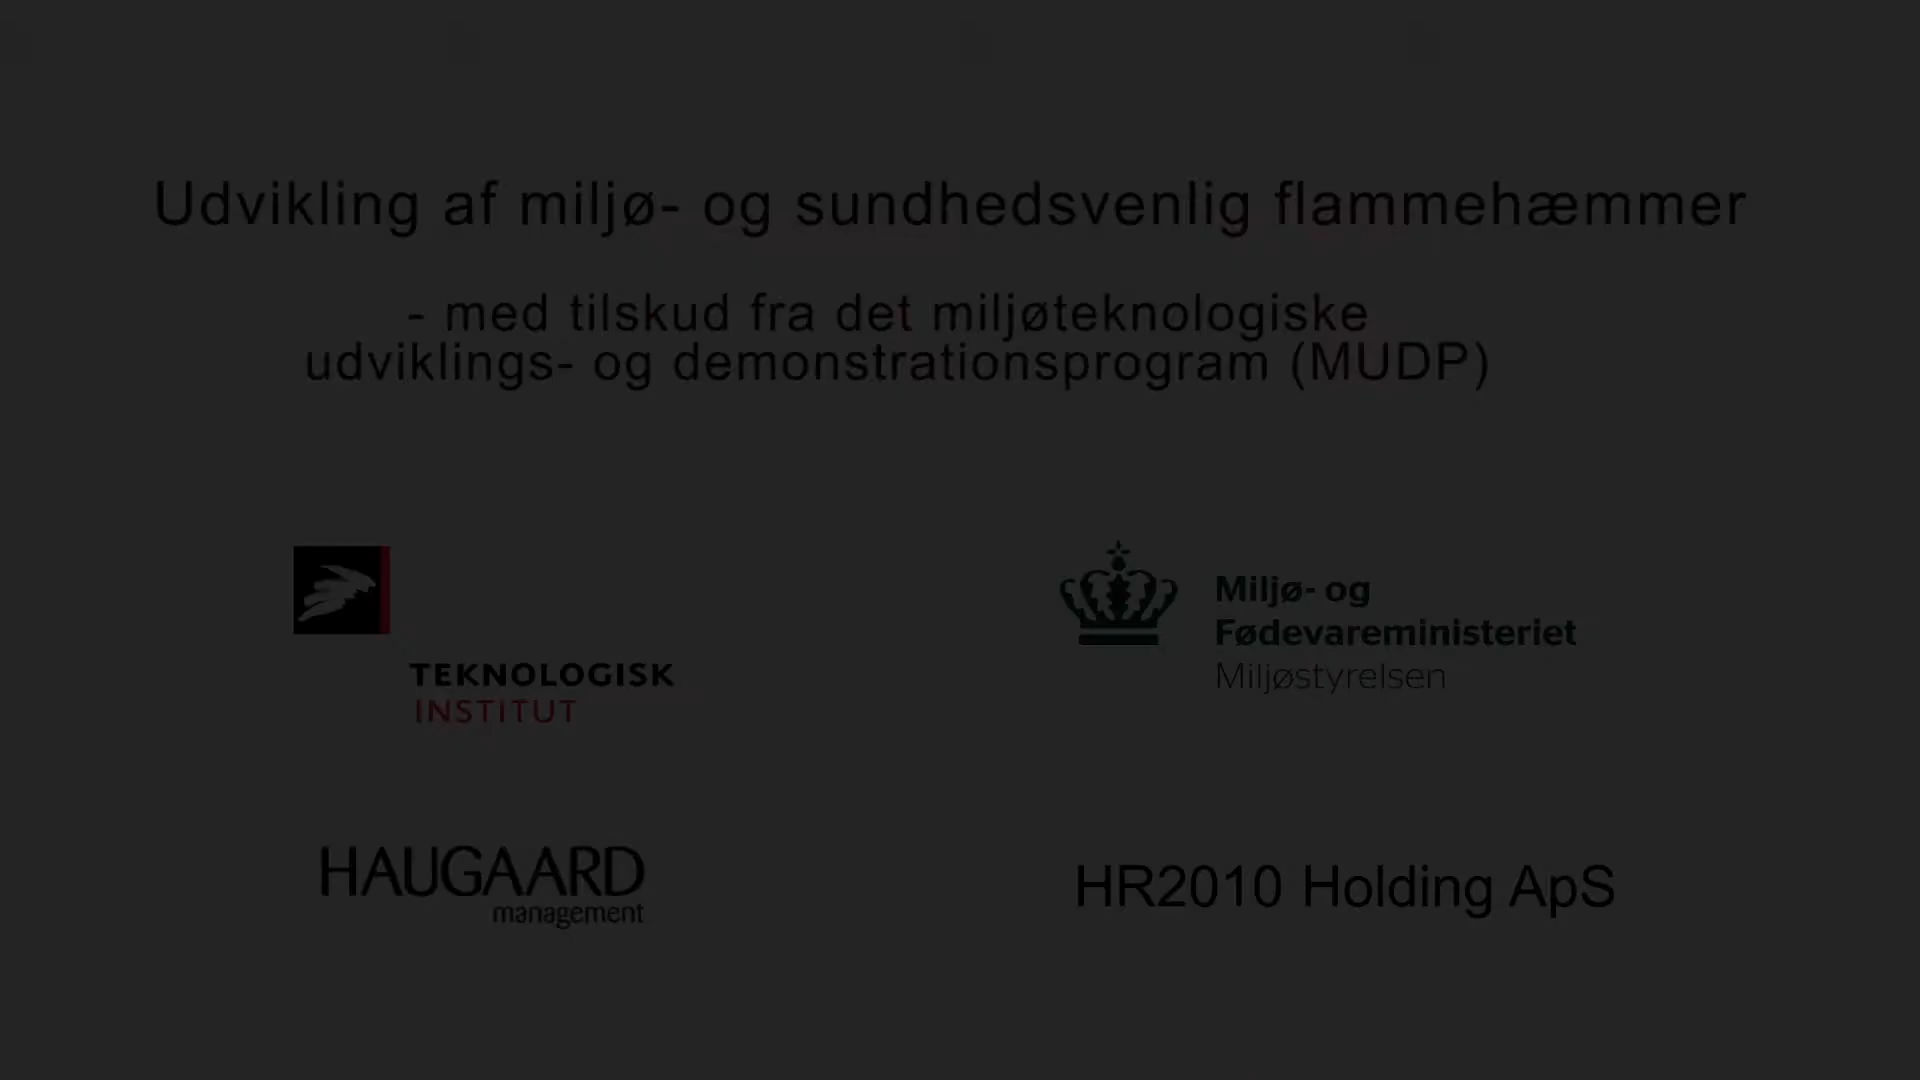 Udvikling af miljø- og sundhedsvenlig flammehæmmer
- med tilskud fra det miljøteknologiske
udviklings- og demonstrationsprogram (MUDP)
TEKNOLOGISK
INSTITUT
Miljø- og
Fødevareministeriet
Miljøstyrelsen
HAUGAARD
management
HR2010 Holding ApS